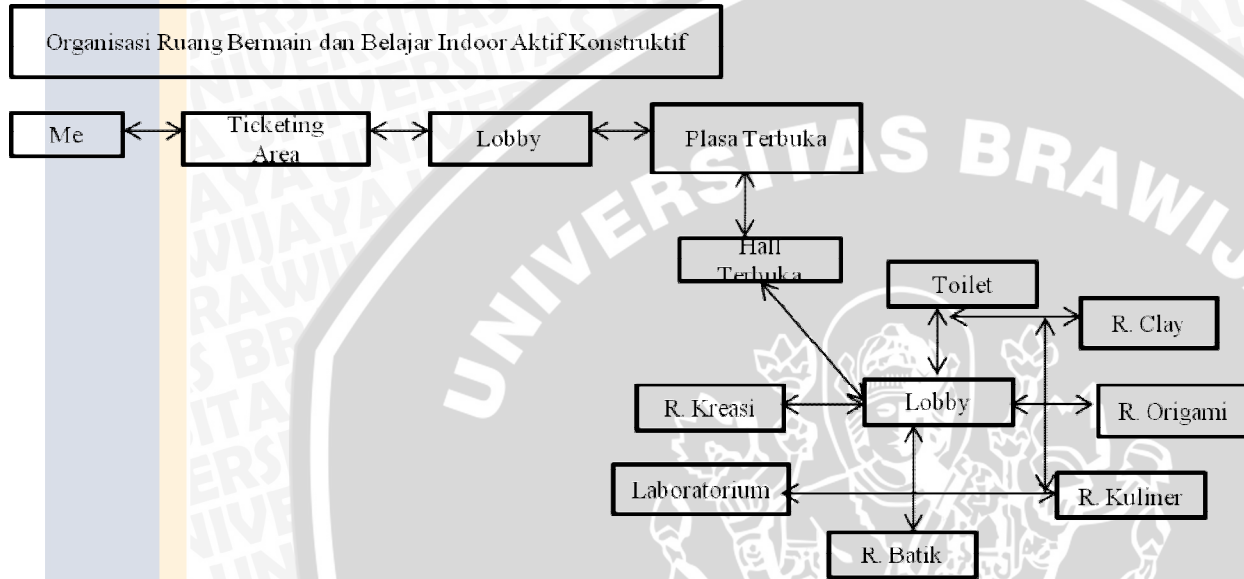 Organisasi Ruang Bermain dan Belajar Indoor Aktif Konstruktif
Me
Ticketing
Area
Lobby
Plasa Terbuka
Hall
Terbuka
Toilet
R. Clay
R. Kreasi
Lobby
R. Origami
Laboratorium
R. Kuliner
R. Batik
UNIVERSITAS BRAWIJ